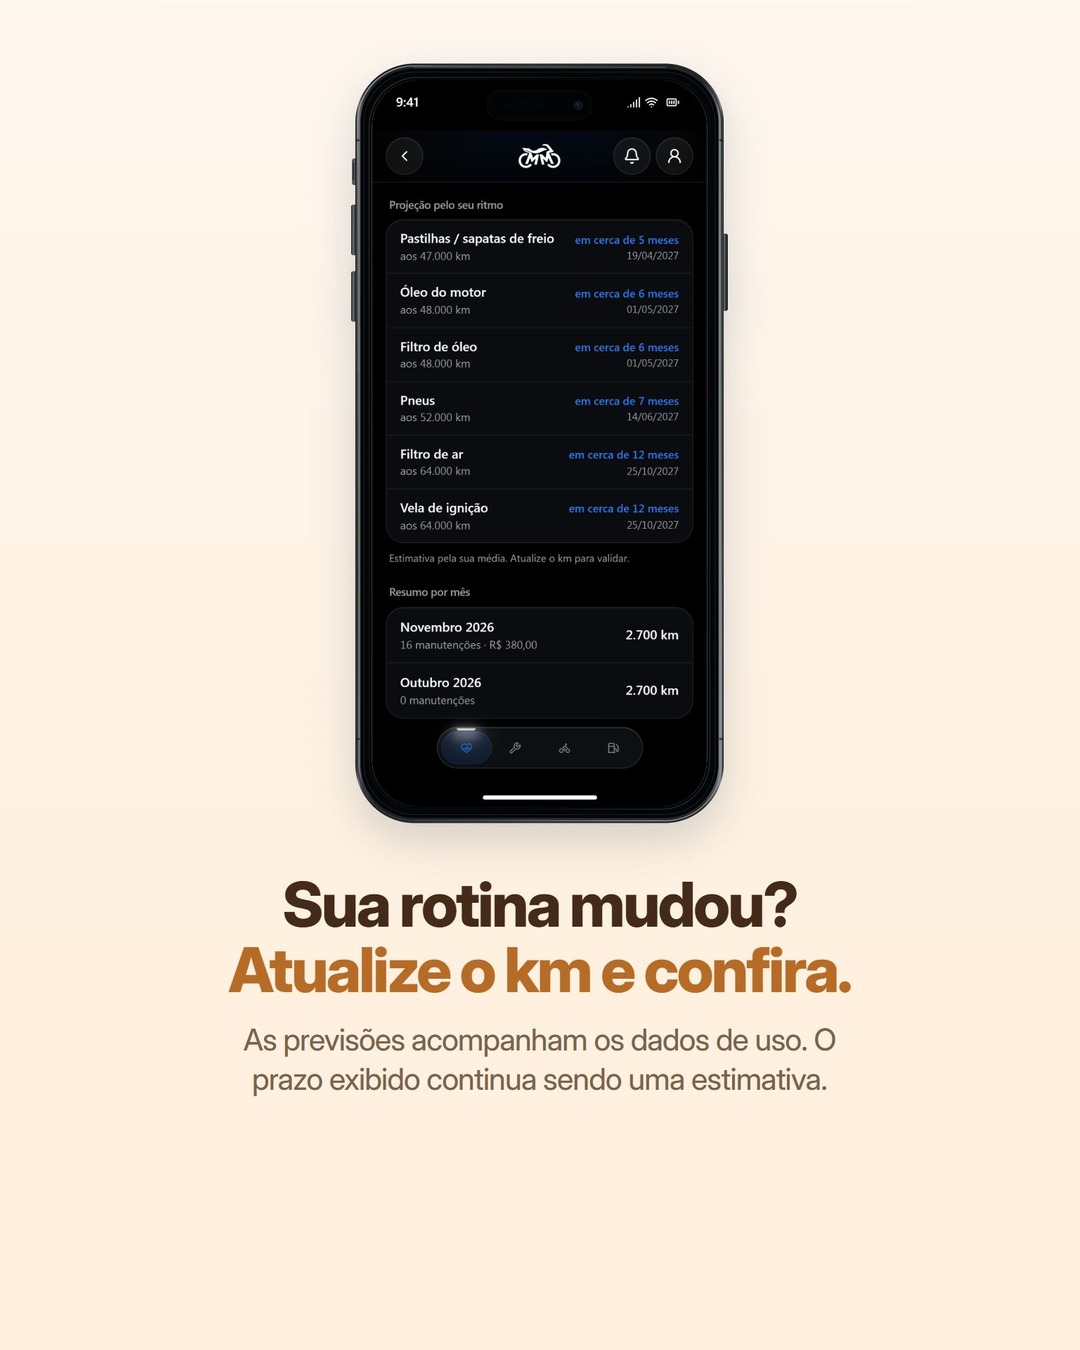 9:41
MM
Projeção pelo seu ritmo
Pastilhas / sapatas de freio
em cerca de 5 meses
aos 47.000 km
19/04/2027
Óleo do motor
em cerca de 6 meses
aos 48.000 km
01/05/2027
Filtro de óleo
em cerca de 6 meses
aos 48.000 km
01/05/2027
Pneus
em cerca de 7 meses
aos 52.000 km
14/06/2027
Filtro de ar
em cerca de 12 meses
aos 64.000 km
25/10/2027
Vela de ignição
em cerca de 12 meses
aos 64.000 km
25/10/2027
Estimativa pela sua média. Atualize o km para validar.
Resumo por mês
Novembro 2026
2.700 km
16 manutenções · R$ 380,00
Outubro 2026
2.700 km
0 manutenções
Sua rotina mudou?
Atualize o km e confira.
As previsões acompanham os dados de uso. O
prazo exibido continua sendo uma estimativa.